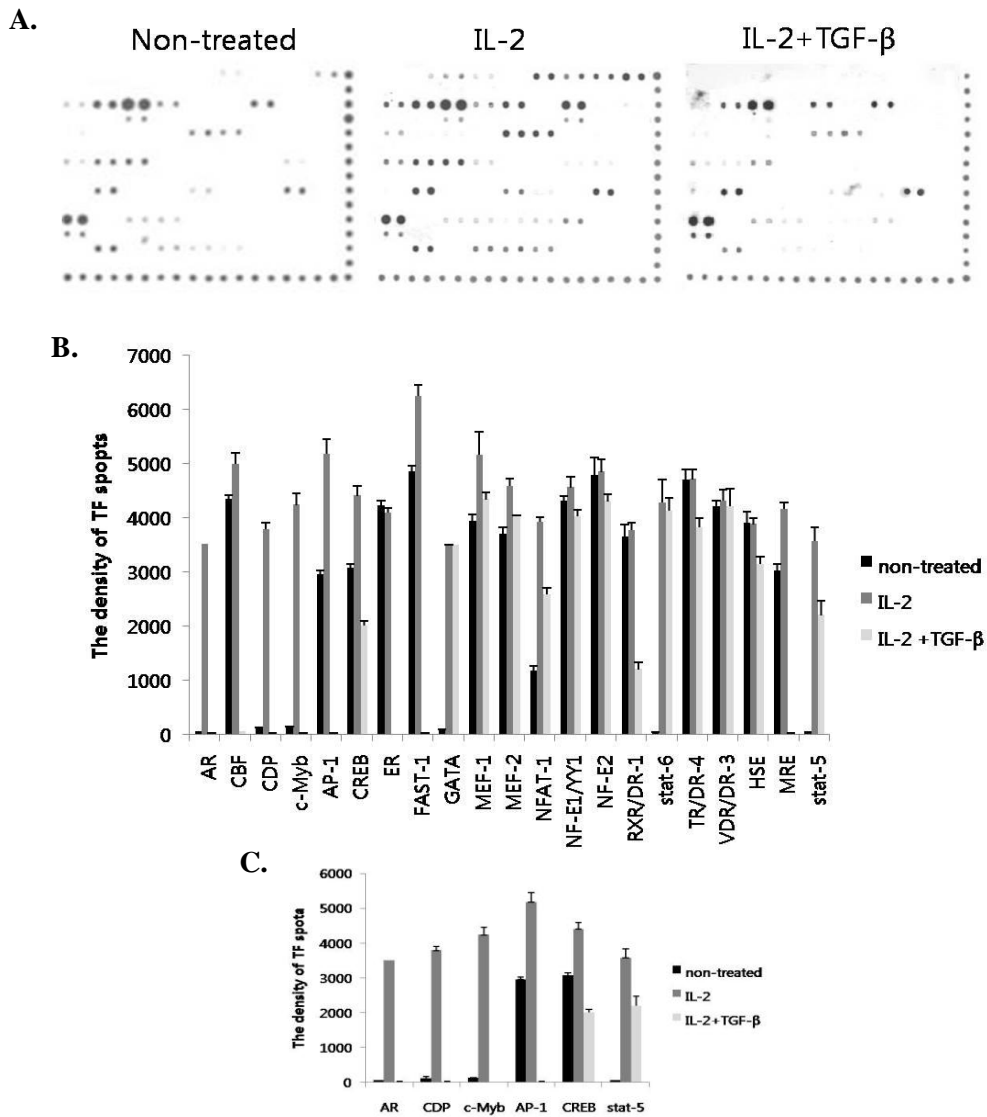 A.
Non-treated IL-2 IL-2+TGF-β
B.
The density of TF spopts
7000
6000
5000
4000
3000
2000
1000
0
AR CBF CDP c-Myb AP-1 CREB ER FAST-1 GATA MEF-1 MEF-2 NFAT-1 NF-E1/YY1 NF-E2 RXR/DR-1 stat-6 TR/DR-4 VDR/DR-3 HSE MRE stat-5
non-treated
IL-2
IL-2 +TGF-β
C.
The density of TF spota
6000
5000
4000
3000
2000
1000
0
AR CDP c-Myb AP-1 CREB stat-5
non-treated
IL-2
IL-2+TGF-β